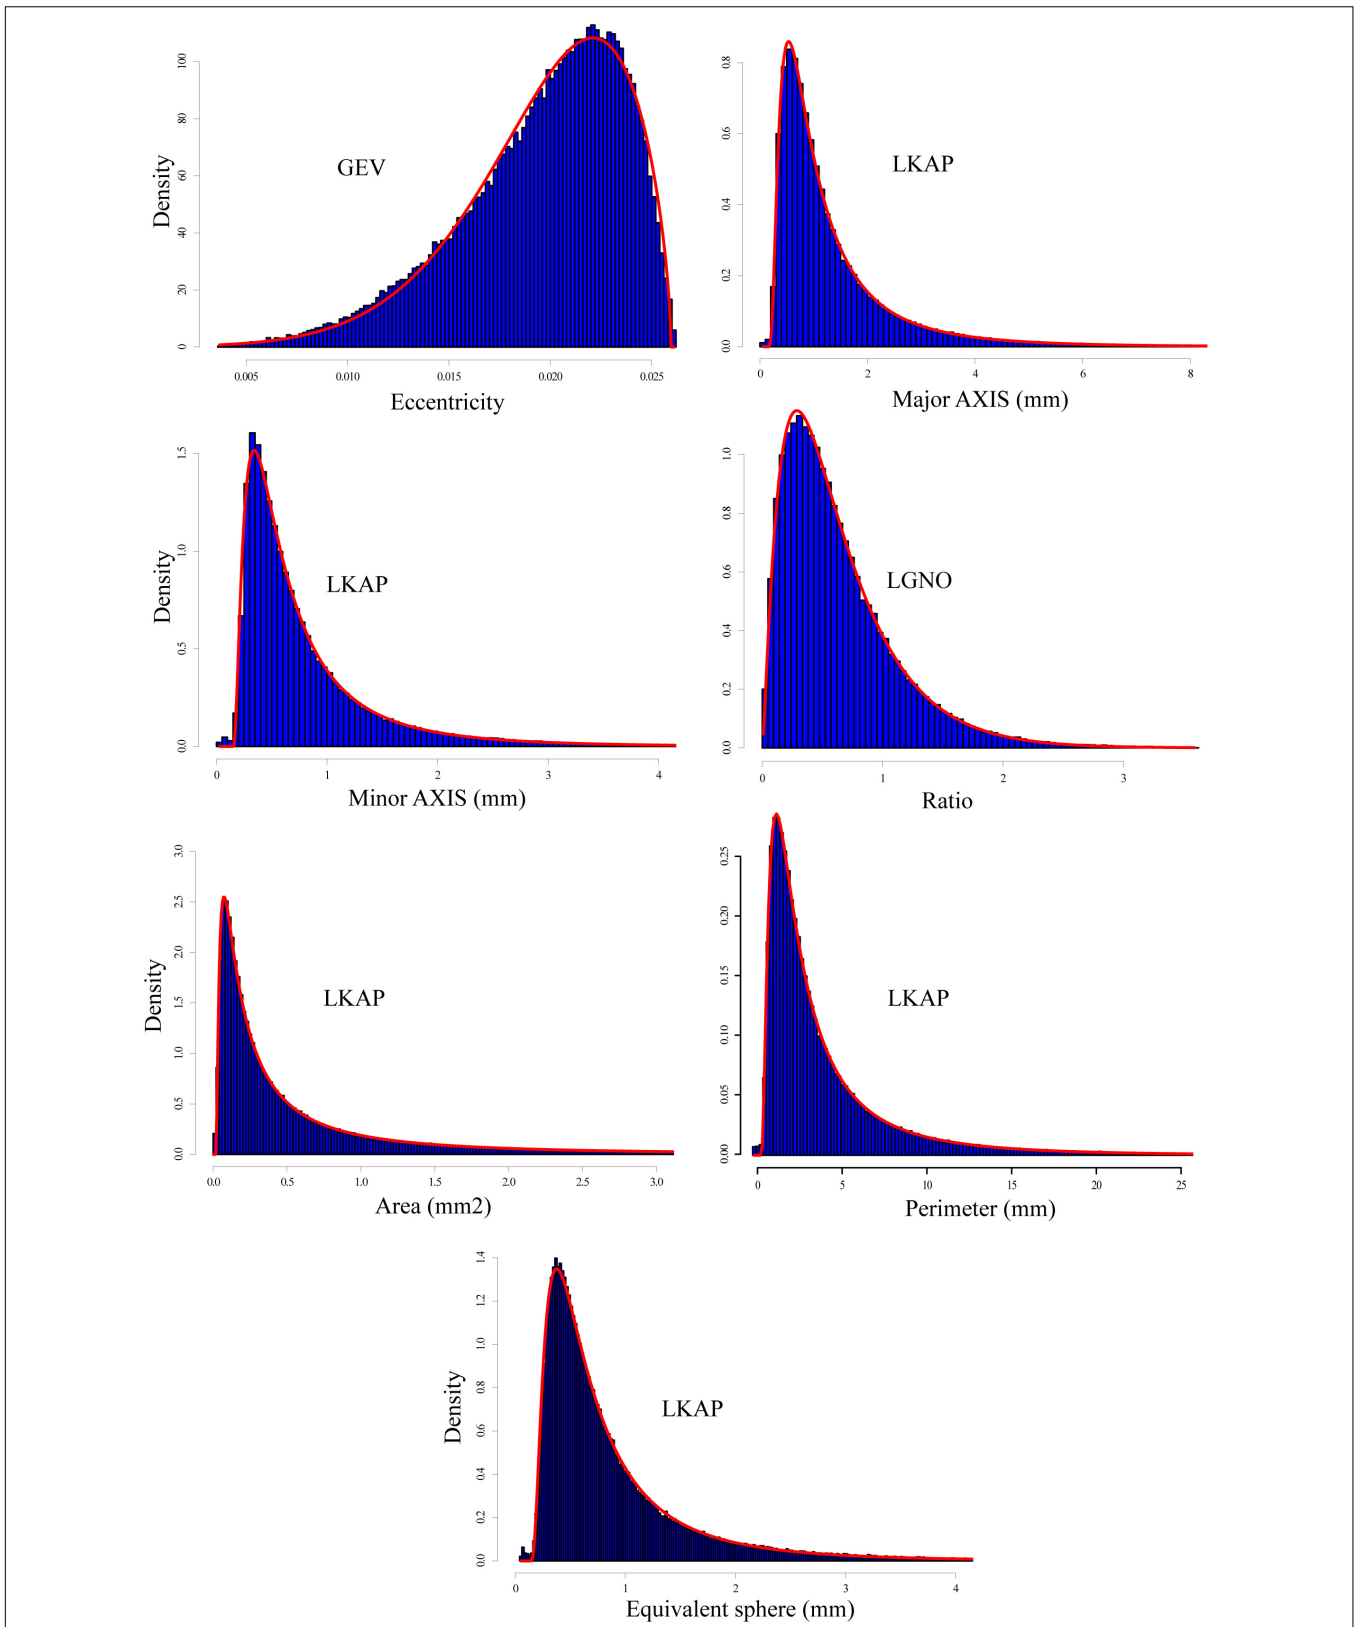 Density
100
80
60
40
20
0
GEV
0.005 0.010 0.015 0.020 0.025
Eccentricity
0.8
0.6
0.4
0.2
0.0
LKAP
0 2 4 6 8
Major AXIS (mm)
Density
1.5
1.0
0.5
0.0
LKAP
0 1 2 3 4
Minor AXIS (mm)
1.0
0.8
0.6
0.4
0.2
0.0
LGNO
0 1 2 3
Ratio
Density
3.0
2.5
2.0
1.5
1.0
0.5
0.0
LKAP
0.0 0.5 1.0 1.5 2.0 2.5 3.0
Area (mm2)
0.25
0.20
0.15
0.10
0.05
0.00
LKAP
0 5 10 15 20 25
Perimeter (mm)
Density
1.4
1.2
1.0
0.8
0.6
0.4
0.2
0.0
LKAP
0 1 2 3 4
Equivalent sphere (mm)